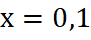 x = 0,1